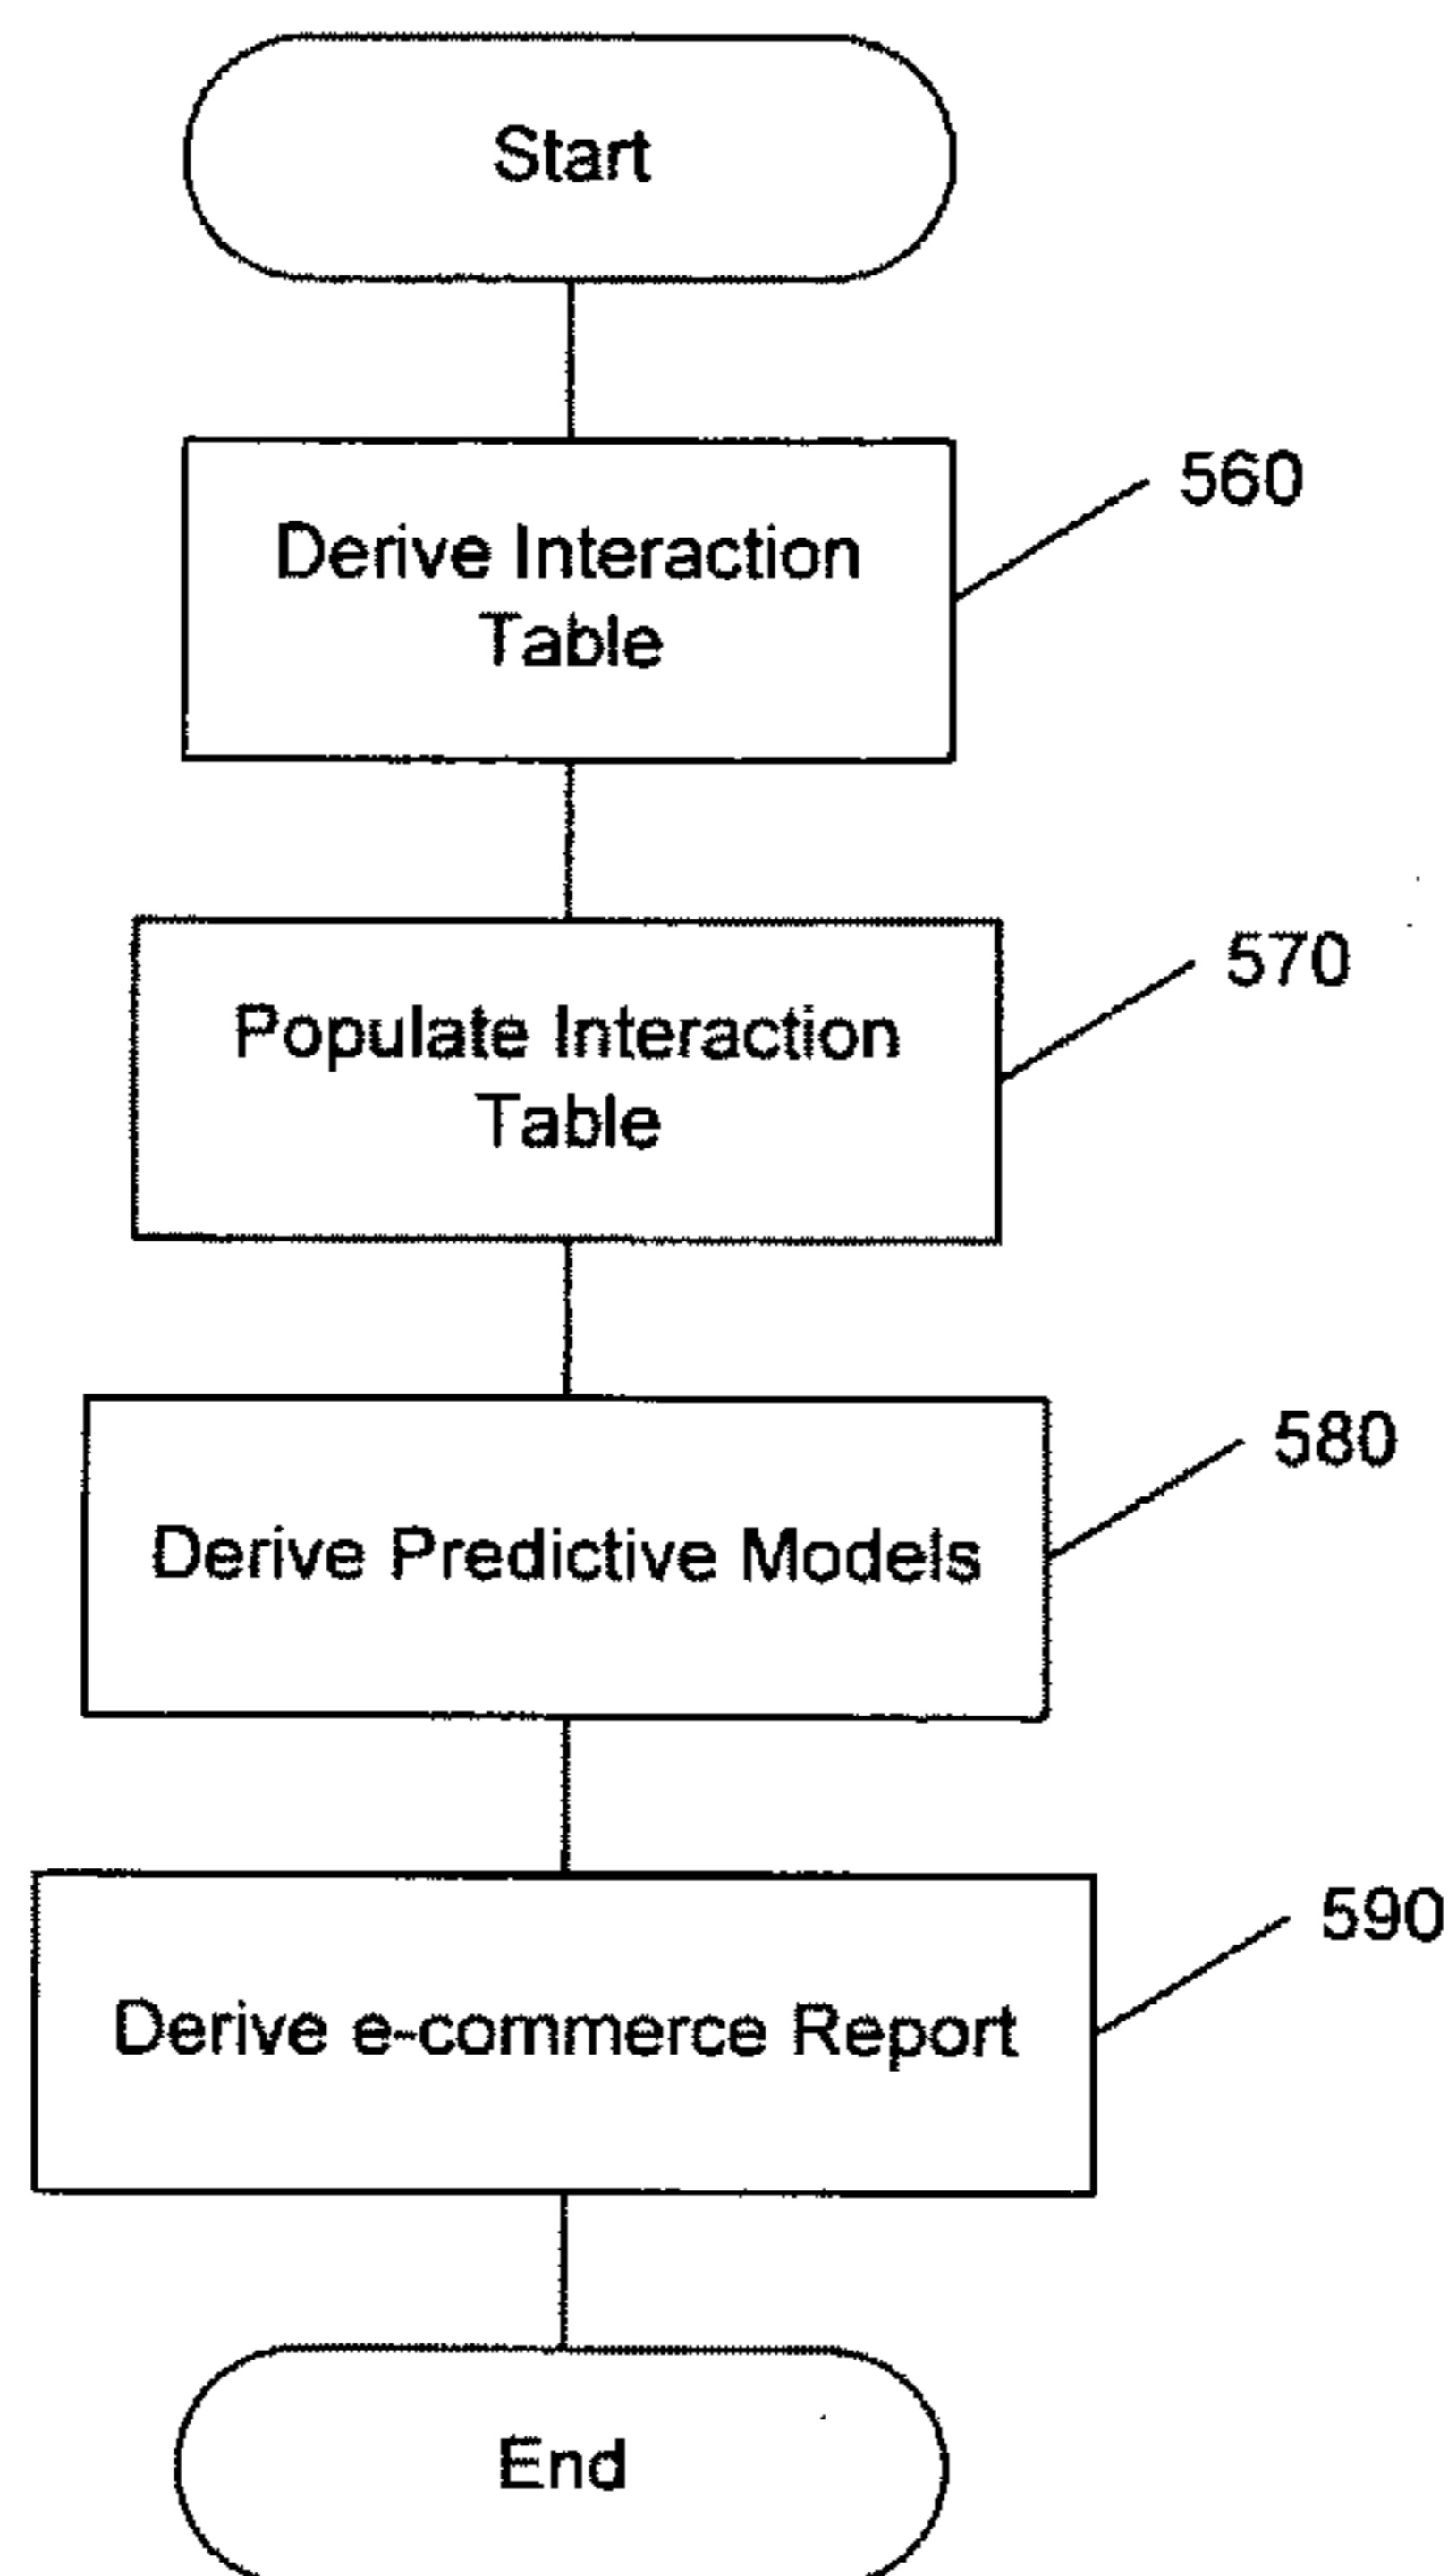 Start
560
Derive Interaction
Table
570
Populate Interaction
Table
580
Derive Predictive Models
590
Derive e-commerce Report
End